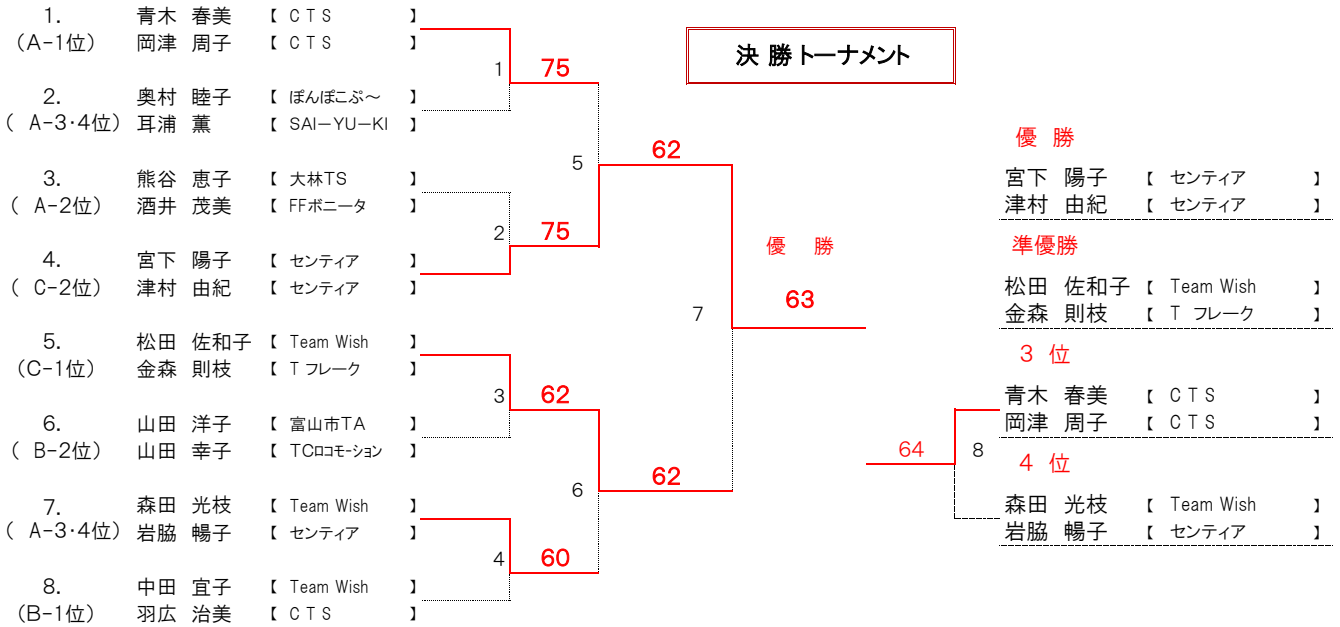 決 勝 トーナメント
1. 青木 春美 【 CTS 】
(A-1位) 岡津 周子 【 CTS 】
1 75
2. 奥村 睦子 【 ぽんぽこぷ～ 】
( A-3・4位) 耳浦 薫 【 SAI－YU－KI 】
5 62
3. 熊谷 恵子 【 大林TS 】
( A-2位) 酒井 茂美 【 FFボニータ 】
2 75
4. 宮下 陽子 【 センティア 】
( C-2位) 津村 由紀 【 センティア 】
優 勝
7 63
5. 松田 佐和子 【 Team Wish 】
(C-1位) 金森 則枝 【 T フレーク 】
3 62
6. 山田 洋子 【 富山市TA 】
( B-2位) 山田 幸子 【 TCロコモーション 】
6 62
7. 森田 光枝 【 Team Wish 】
( A-3・4位) 岩脇 暢子 【 センティア 】
4 60
8. 中田 宜子 【 Team Wish 】
(B-1位) 羽広 治美 【 CTS 】
優 勝
宮下 陽子 【 センティア 】
津村 由紀 【 センティア 】
準優勝
松田 佐和子 【 Team Wish 】
金森 則枝 【 T フレーク 】
3 位
青木 春美 【 CTS 】
岡津 周子 【 CTS 】
64 8
4 位
森田 光枝 【 Team Wish 】
岩脇 暢子 【 センティア 】